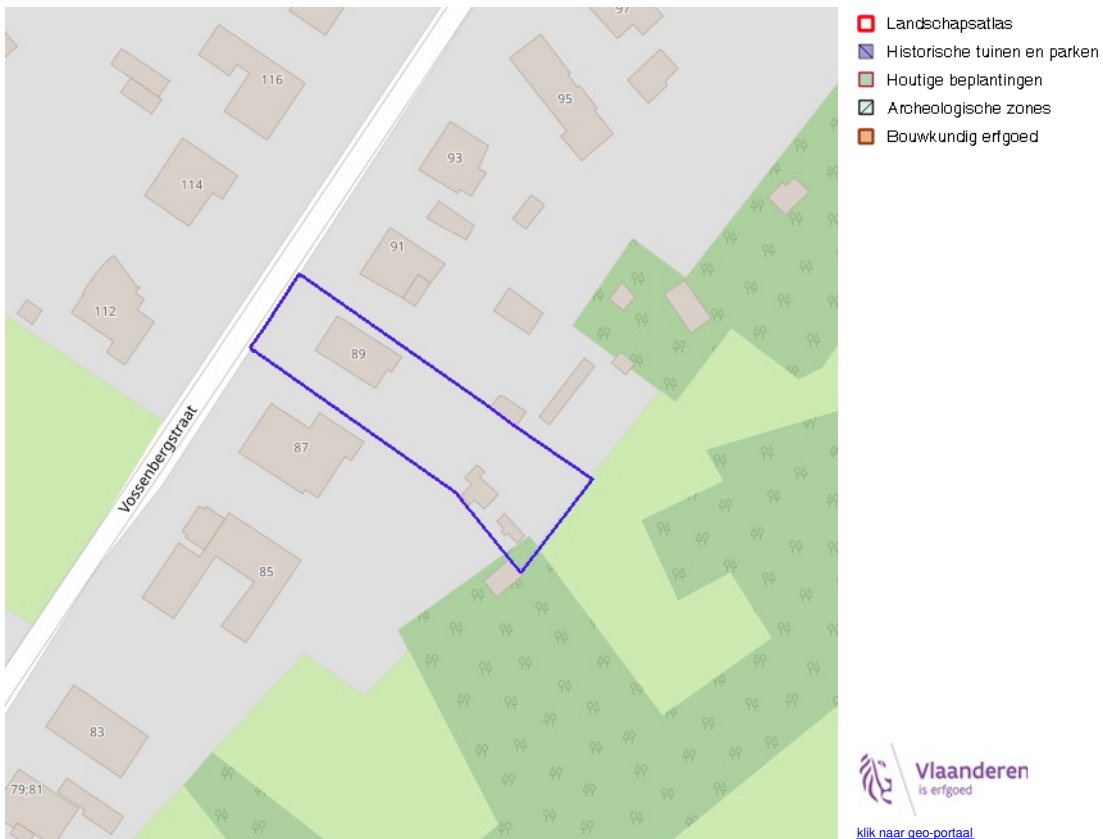 97
116
95
93
114
91
112
89
87
Vossenbergstraat
85
83
79;81
Landschapsatlas
Historische tuinen en parken
Houtige beplantingen
Archeologische zones
Bouwkundig erfgoed
Vlaanderen
is erfgoed
klik naar geo-portaal